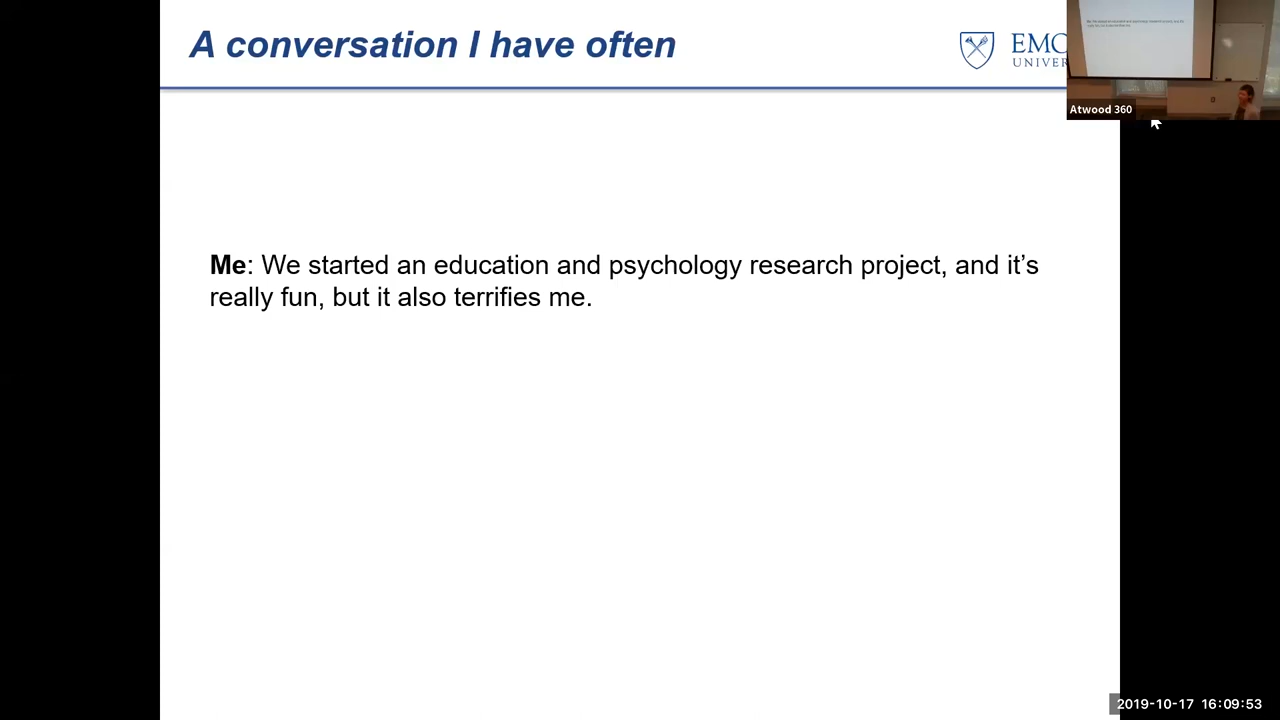 A conversation I have often
EMO
UNIVER
Atwood 360
Me: We started an education and psychology research project, and it’s
really fun, but it also terrifies me.
2019-10-17 16:09:53